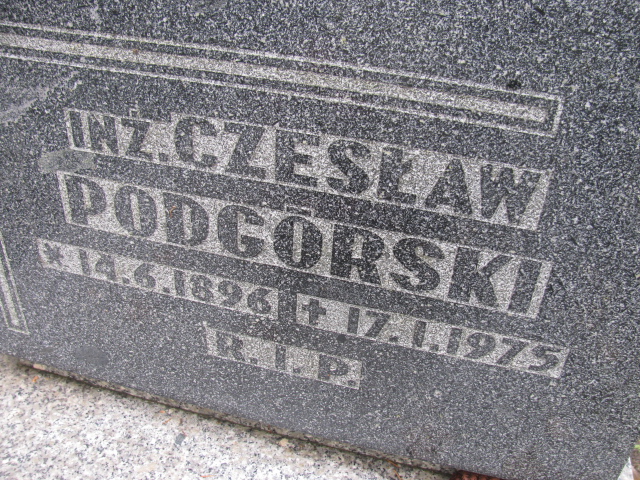 INŻ. CZESŁAW
PODGÓRSKI
* 14.6.1896 † 17.1.1975
R.I.P.